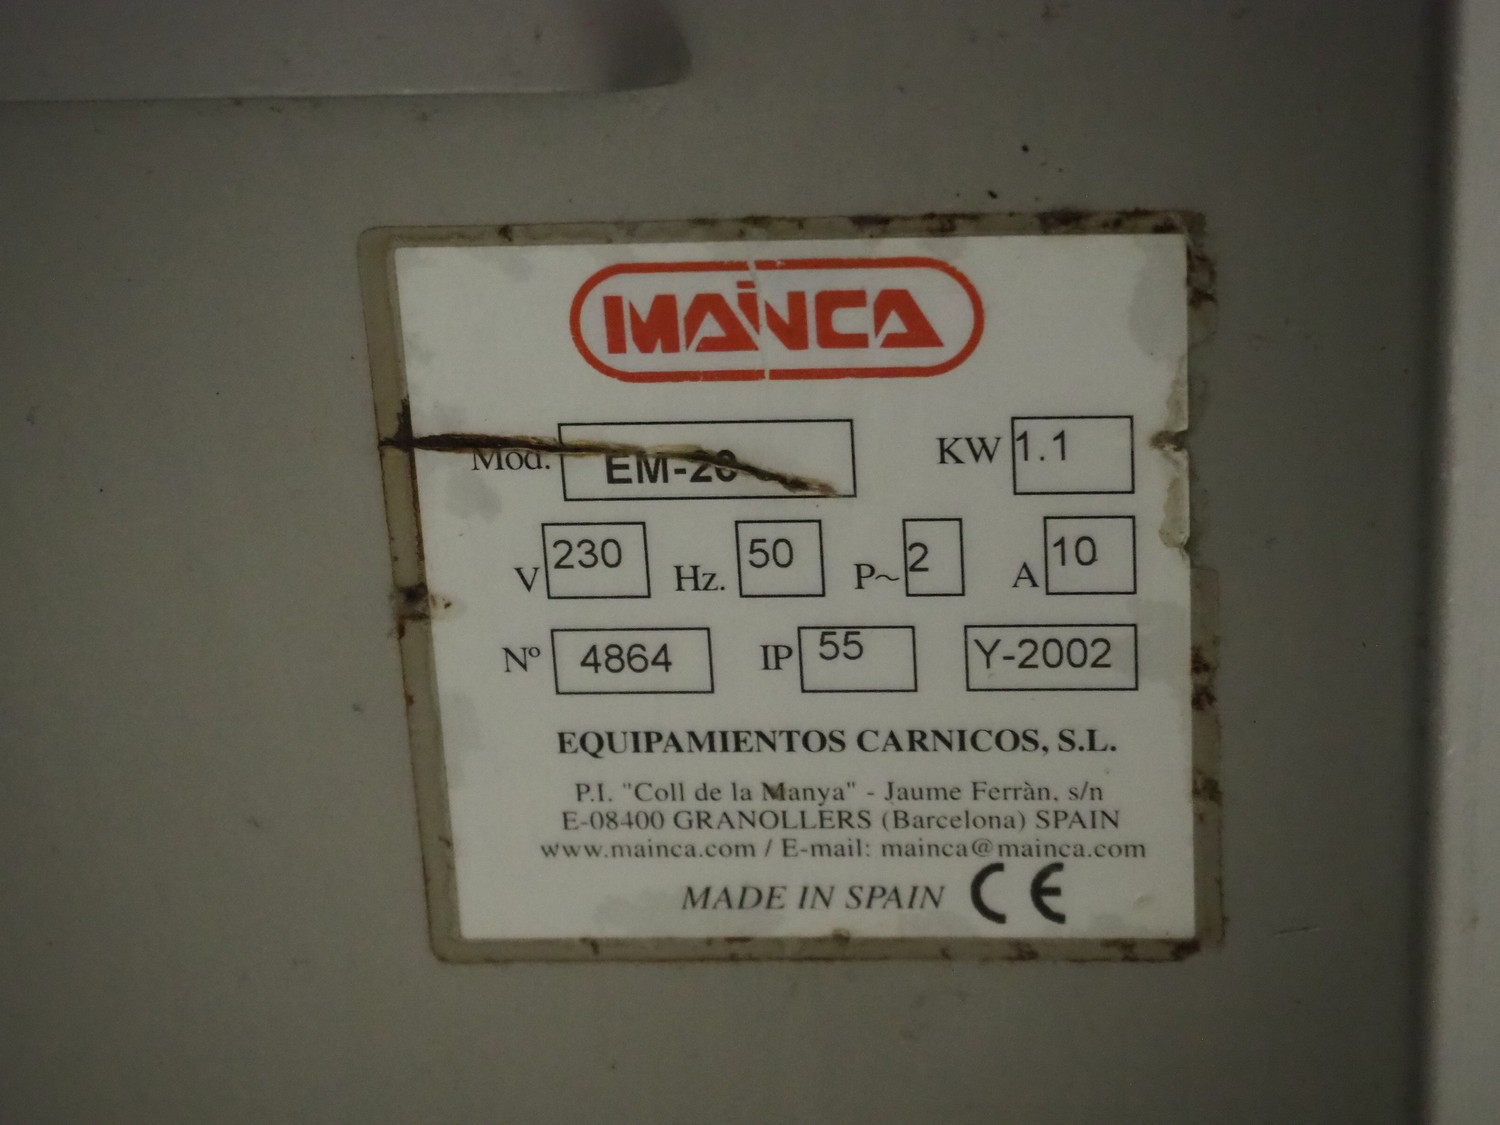 MAINCA
Mod. KW 1.1
V 230 Hz. 50 P~ 2 A 10
Nº 4864 IP 55 Y-2002
EQUIPAMIENTOS CARNICOS, S.L.
P.I. "Coll de la Manya" - Jaume Ferràn, s/n
E-08400 GRANOLLERS (Barcelona) SPAIN
www.mainca.com / E-mail: mainca@mainca.com
MADE IN SPAIN CE